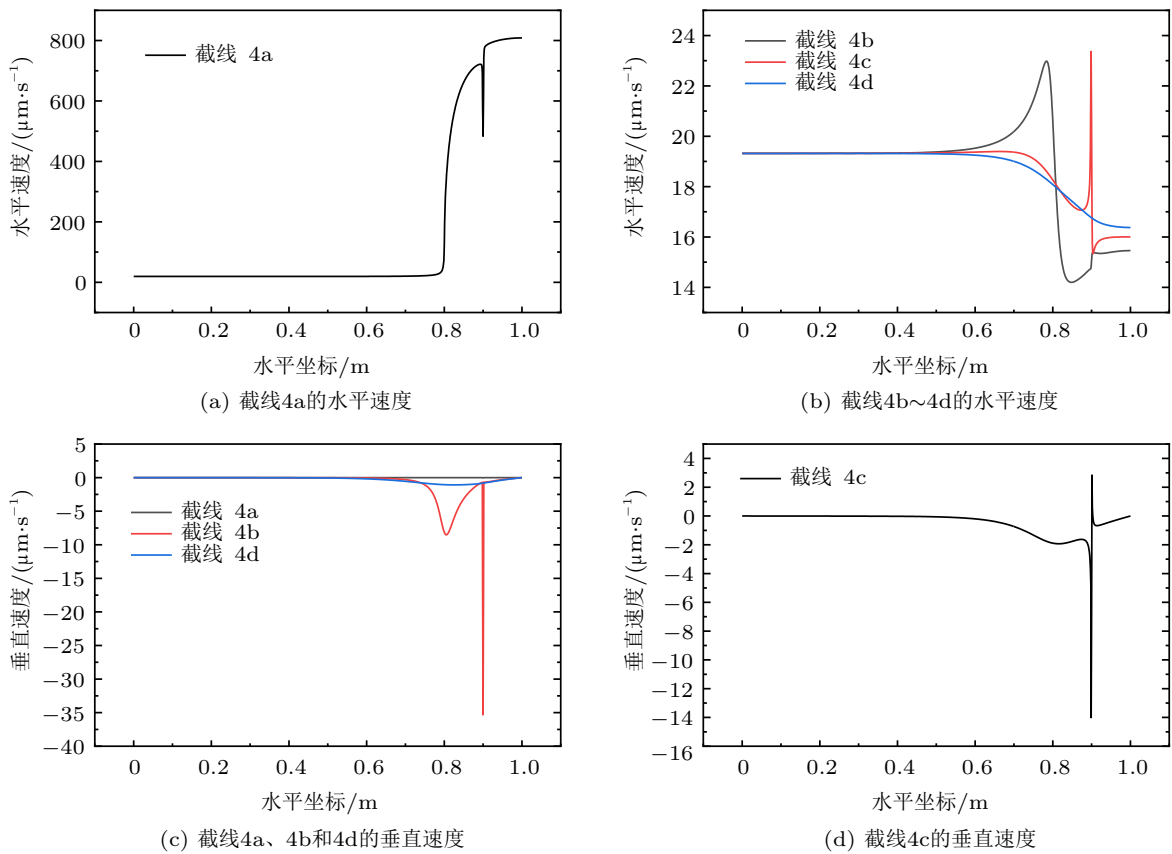 800
600
400
200
0
水平速度/(μm·s⁻¹)
截线 4a
0 0.2 0.4 0.6 0.8 1.0
水平坐标/m
(a) 截线4a的水平速度
24
22
20
18
16
14
水平速度/(μm·s⁻¹)
截线 4b
截线 4c
截线 4d
0 0.2 0.4 0.6 0.8 1.0
水平坐标/m
(b) 截线4b~4d的水平速度
5
0
−5
−10
−15
−20
−25
−30
−35
−40
垂直速度/(μm·s⁻¹)
截线 4a
截线 4b
截线 4d
0 0.2 0.4 0.6 0.8 1.0
水平坐标/m
(c) 截线4a、4b和4d的垂直速度
4
2
0
−2
−4
−6
−8
−10
−12
−14
−16
垂直速度/(μm·s⁻¹)
截线 4c
0 0.2 0.4 0.6 0.8 1.0
水平坐标/m
(d) 截线4c的垂直速度